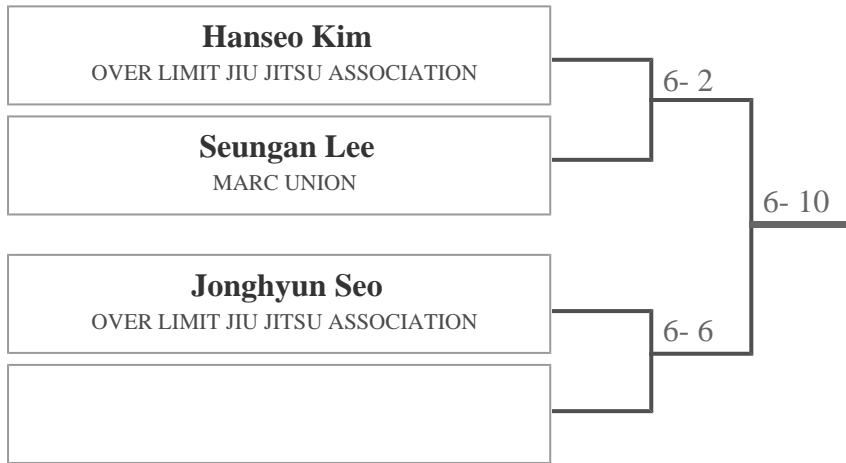 Hanseo Kim
OVER LIMIT JIU JITSU ASSOCIATION
6- 2
Seungan Lee
MARC UNION
6- 10
Jonghyun Seo
OVER LIMIT JIU JITSU ASSOCIATION
6- 6